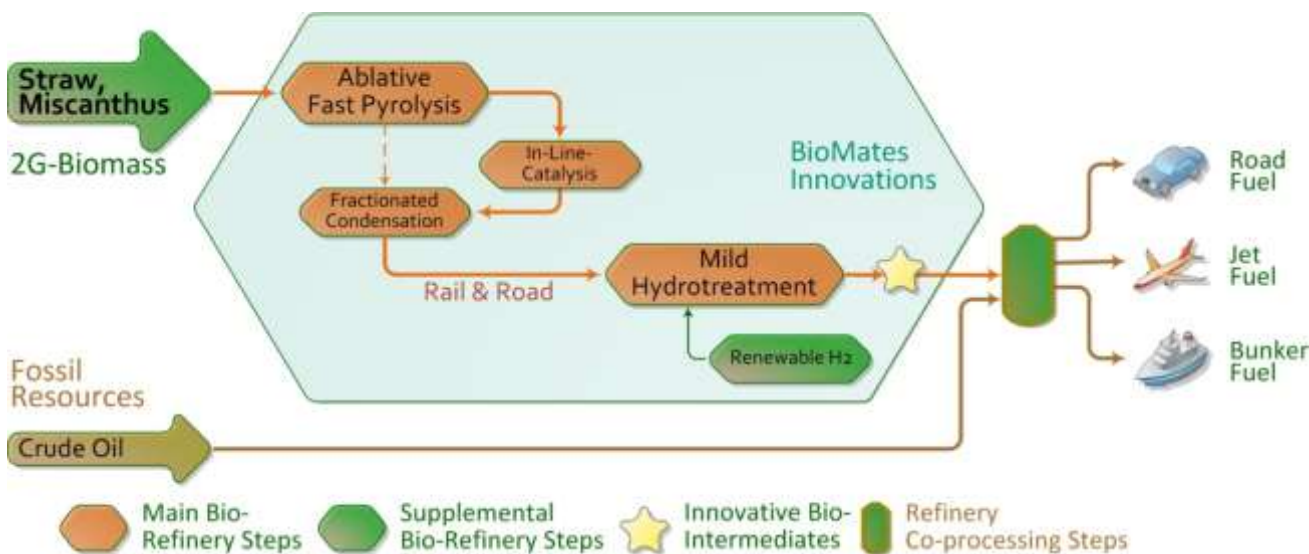 Straw,
Miscanthus
2G-Biomass
Ablative
Fast Pyrolysis
In-Line-
Catalysis
Fractionated
Condensation
BioMates
Innovations
Rail & Road
Mild
Hydrotreatment
Renewable H2
Road
Fuel
Jet
Fuel
Bunker
Fuel
Fossil
Resources
Crude Oil
Main Bio-
Refinery Steps
Supplemental
Bio-Refinery Steps
Innovative Bio-
Intermediates
Refinery
Co-processing Steps